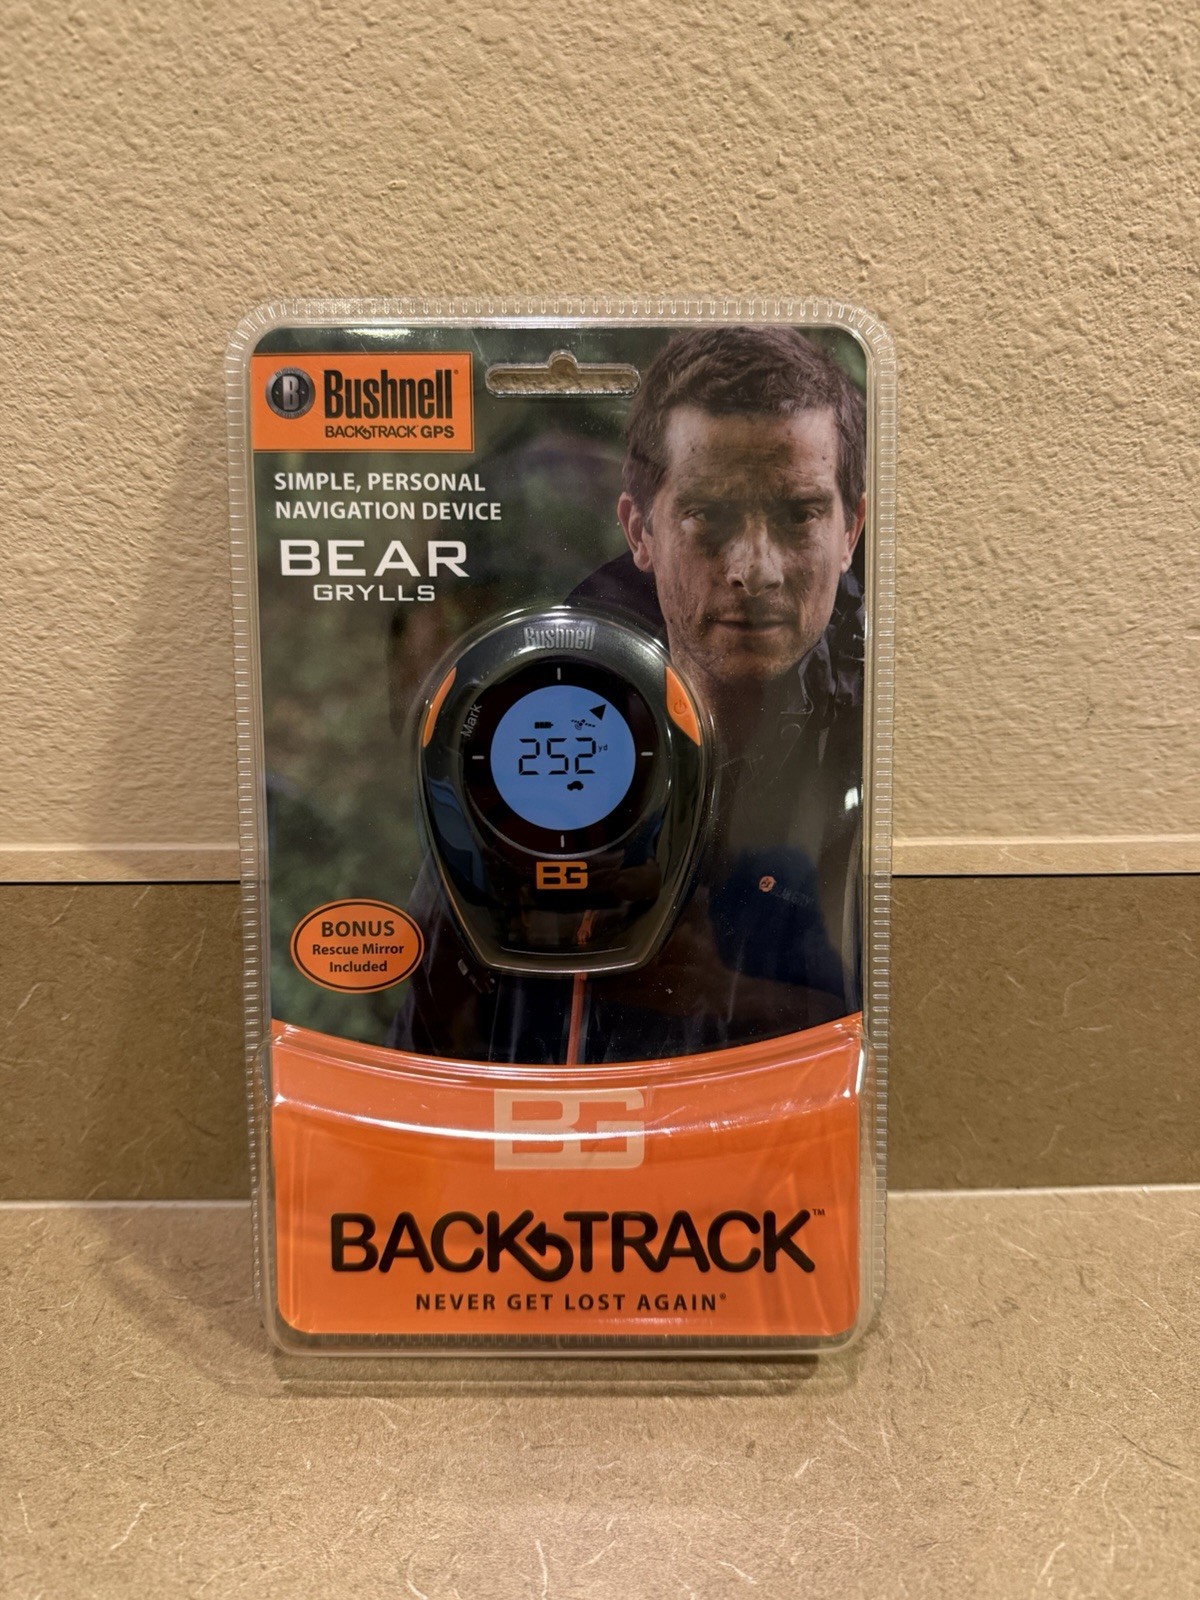 B Bushnell®
BACKTRACK GPS
SIMPLE, PERSONAL
NAVIGATION DEVICE
BEAR
GRYLLS
Bushnell
Mark
252 yd
BG
BONUS
Rescue Mirror
Included
BG
BACKTRACK™
NEVER GET LOST AGAIN®